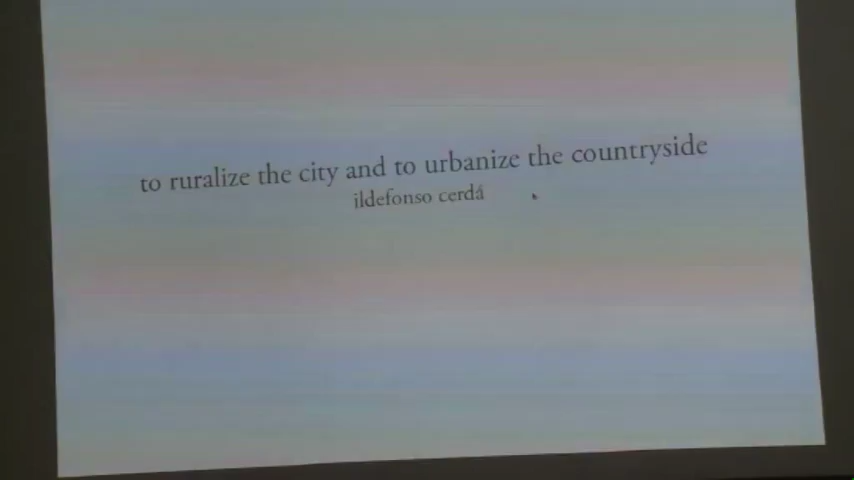 to ruralize the city and to urbanize the countryside
ildefonso cerdá